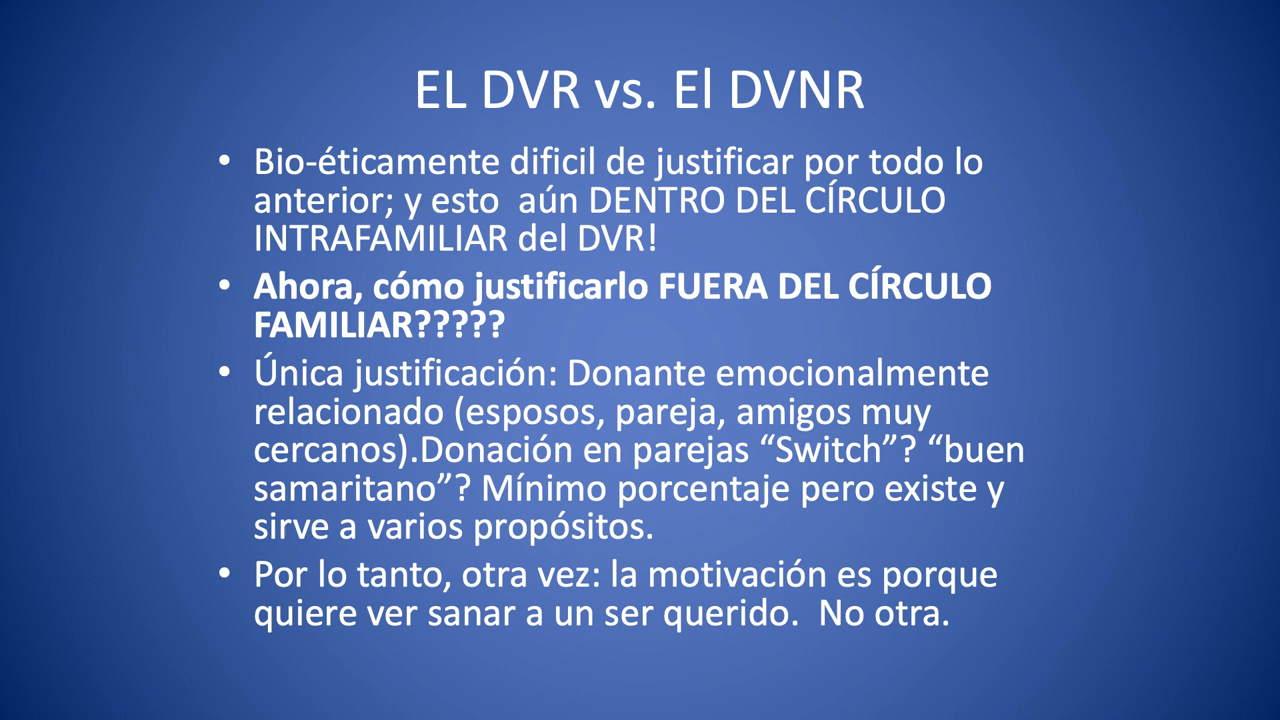 EL DVR vs. El DVNR
• Bio-éticamente dificil de justificar por todo lo
anterior; y esto  aún DENTRO DEL CÍRCULO
INTRAFAMILIAR del DVR!
• Ahora, cómo justificarlo FUERA DEL CÍRCULO
FAMILIAR?????
• Única justificación: Donante emocionalmente
relacionado (esposos, pareja, amigos muy
cercanos).Donación en parejas “Switch”? “buen
samaritano”? Mínimo porcentaje pero existe y
sirve a varios propósitos.
• Por lo tanto, otra vez: la motivación es porque
quiere ver sanar a un ser querido.  No otra.